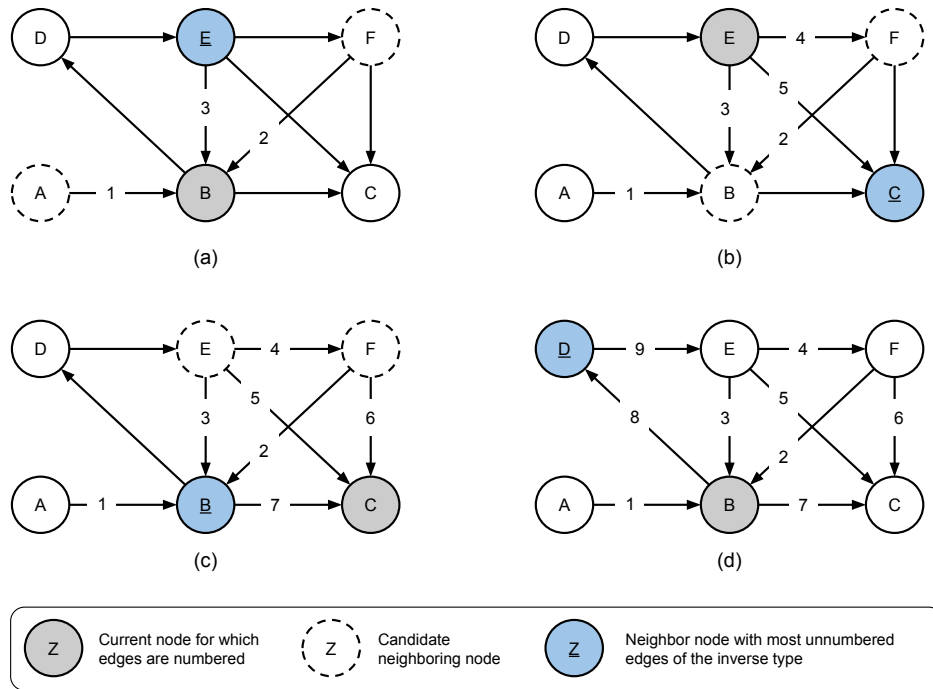 D E F D E 4 F
3 2 3 5 2
A 1 B C A 1 B C
(a) (b)
D E 4 F D 9 E 4 F
3 5 2 6 8 3 5 2 6
A 1 B 7 C A 1 B 7 C
(c) (d)
Z Current node for which Z Candidate Z Neighbor node with most unnumbered
edges are numbered neighboring node edges of the inverse type